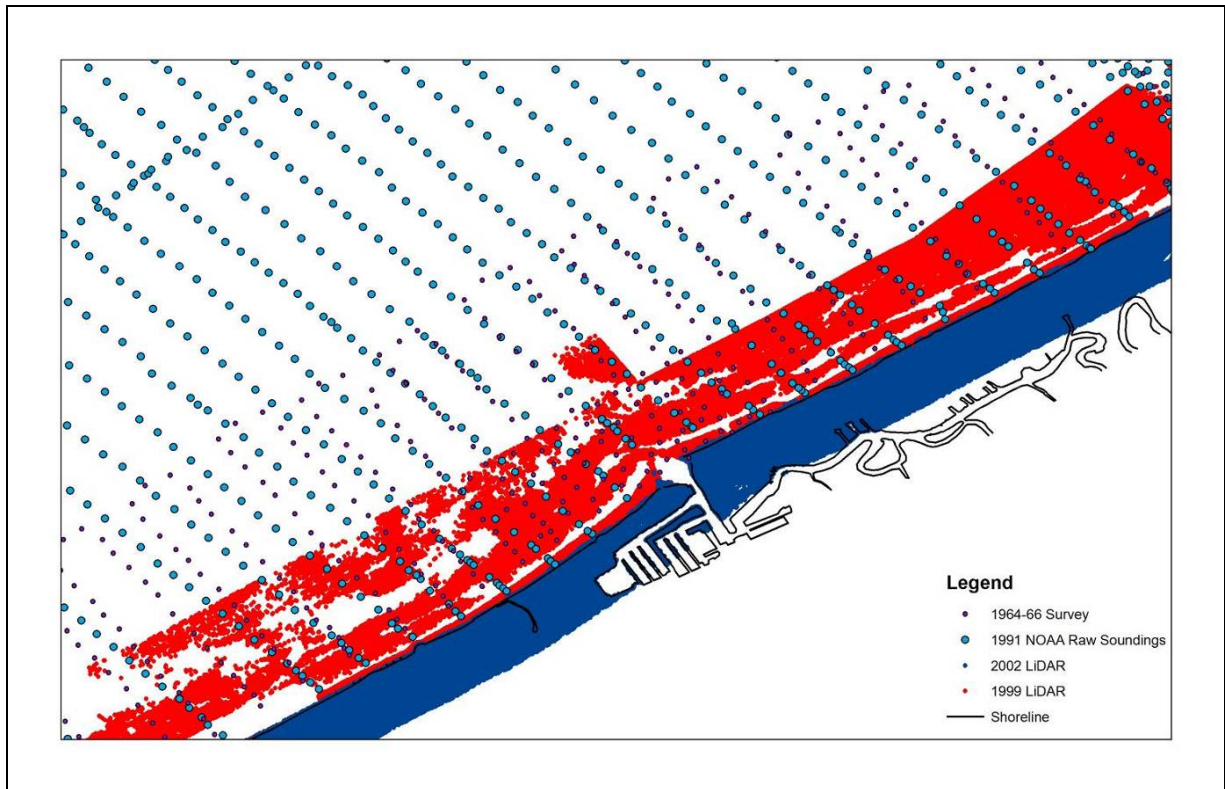 Legend
1964-66 Survey
1991 NOAA Raw Soundings
2002 LiDAR
1999 LiDAR
Shoreline